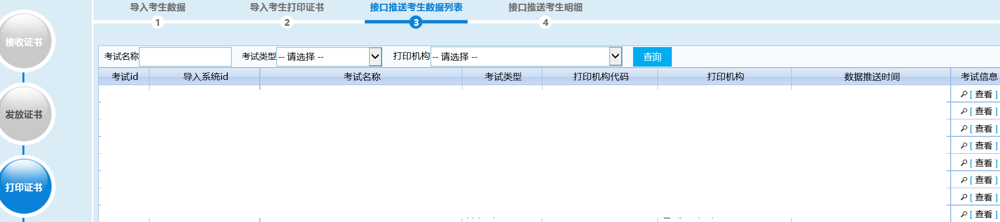 导入考生数据 导入考生打印证书 接口推送考生数据列表 接口推送考生明细
1 2 3 4
接收证书
发放证书
打印证书
考试名称 考试类型 -- 请选择 -- 打印机构 -- 请选择 -- 查询
考试id 导入系统id 考试名称 考试类型 打印机构代码 打印机构 数据推送时间 考试信息
[ 查看 ]
[ 查看 ]
[ 查看 ]
[ 查看 ]
[ 查看 ]
[ 查看 ]
[ 查看 ]
[ 查看 ]